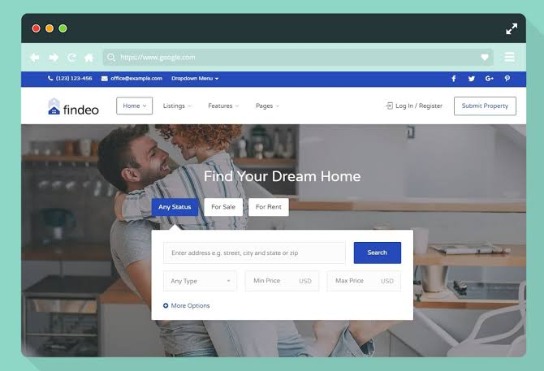 https://www.google.com
(123) 123-456 office@example.com Dropdown Menu
findeo Home Listings Features Pages Log In / Register Submit Property
Find Your Dream Home
Any Status For Sale For Rent
Enter address e.g. street, city and state or zip Search
Any Type Min Price USD Max Price USD
More Options